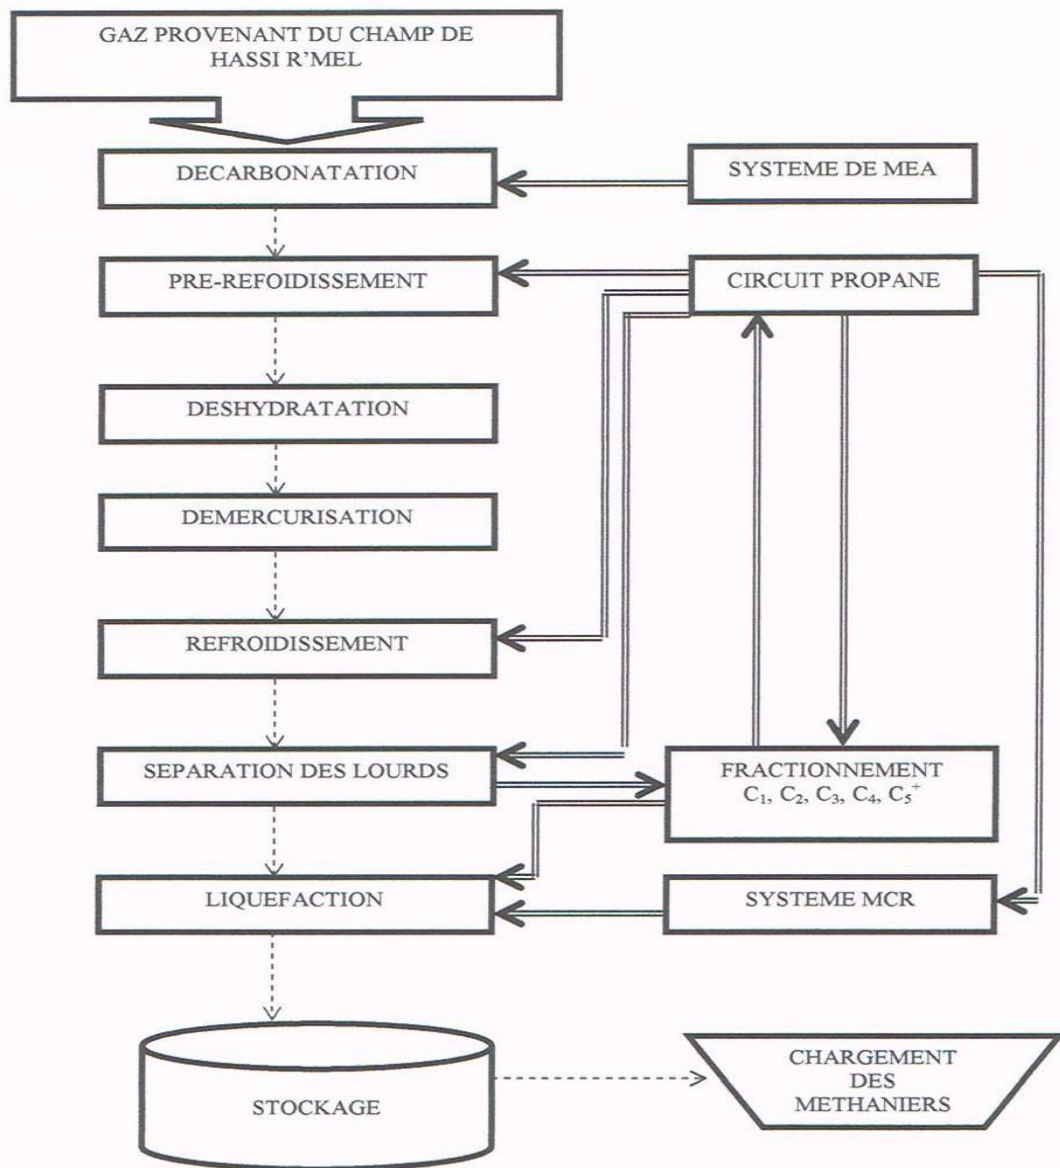 GAZ PROVENANT DU CHAMP DE
HASSI R'MEL
DECARBONATATION
SYSTEME DE MEA
PRE-REFOIDISSEMENT
CIRCUIT PROPANE
DESHYDRATATION
DEMERCURISATION
REFROIDISSEMENT
SEPARATION DES LOURDS
FRACTIONNEMENT
C₁, C₂, C₃, C₄, C₅⁺
LIQUEFACTION
SYSTEME MCR
STOCKAGE
CHARGEMENT
DES
METHANIERS